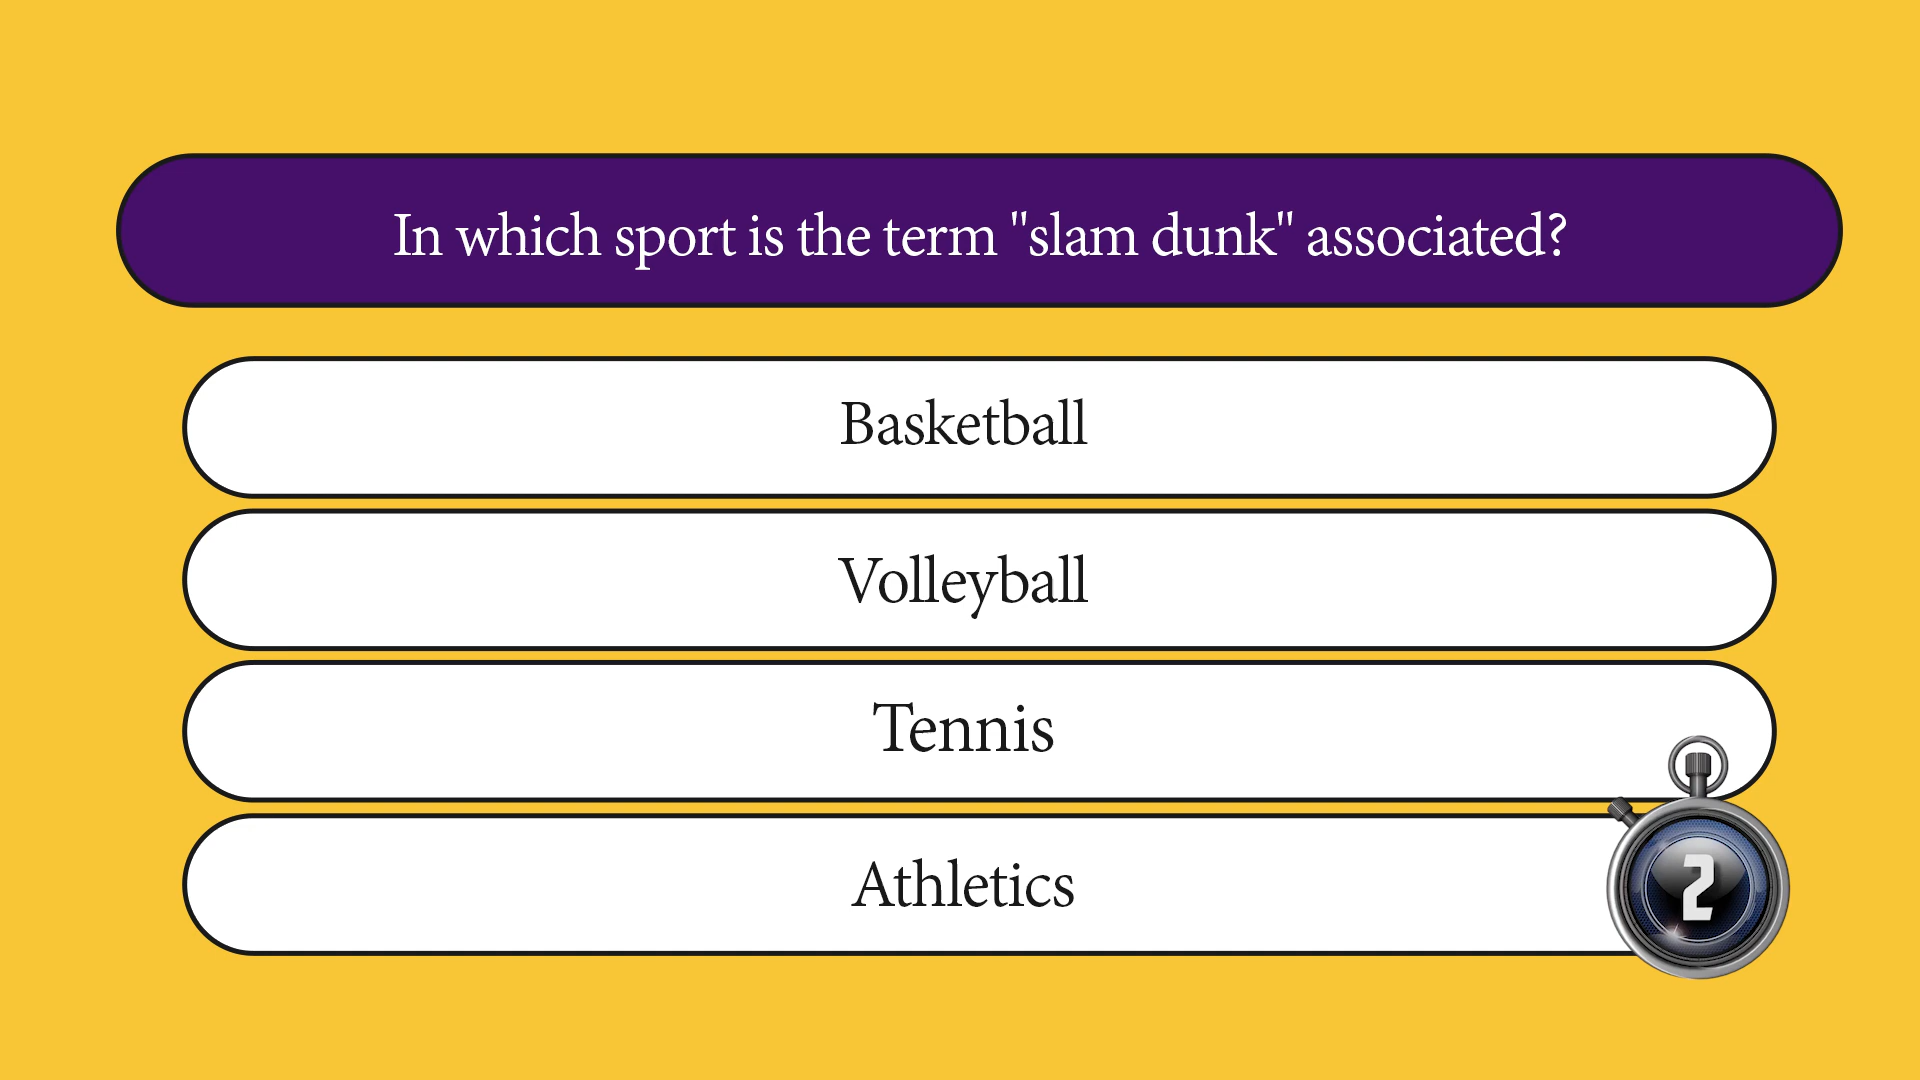 In which sport is the term "slam dunk" associated?
Basketball
Volleyball
Tennis
Athletics
2